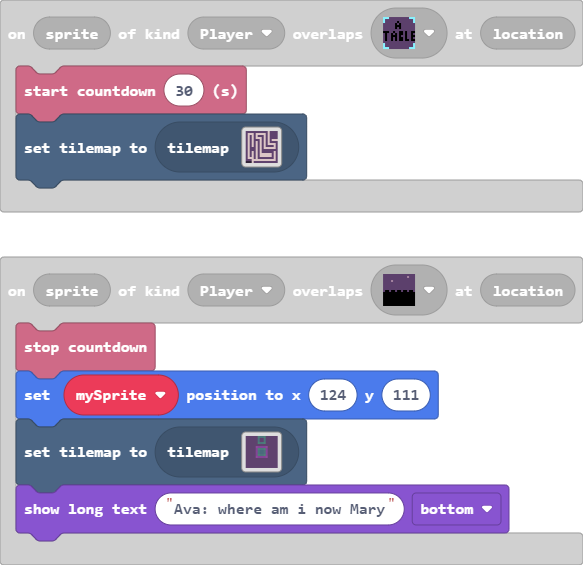 on sprite of kind Player overlaps A TABLE at location
start countdown 30 (s)
set tilemap to tilemap
on sprite of kind Player overlaps at location
stop countdown
set mySprite position to x 124 y 111
set tilemap to tilemap
show long text "Ava: where am i now Mary" bottom